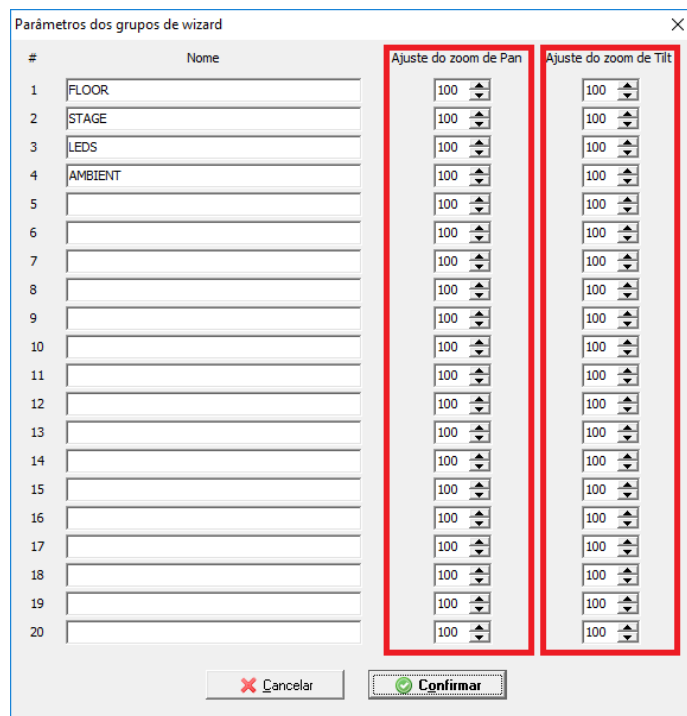 Parâmetros dos grupos de wizard
# Nome Ajuste do zoom de Pan Ajuste do zoom de Tilt
1 FLOOR 100 100
2 STAGE 100 100
3 LEDS 100 100
4 AMBIENT 100 100
5 100 100
6 100 100
7 100 100
8 100 100
9 100 100
10 100 100
11 100 100
12 100 100
13 100 100
14 100 100
15 100 100
16 100 100
17 100 100
18 100 100
19 100 100
20 100 100
Cancelar Confirmar